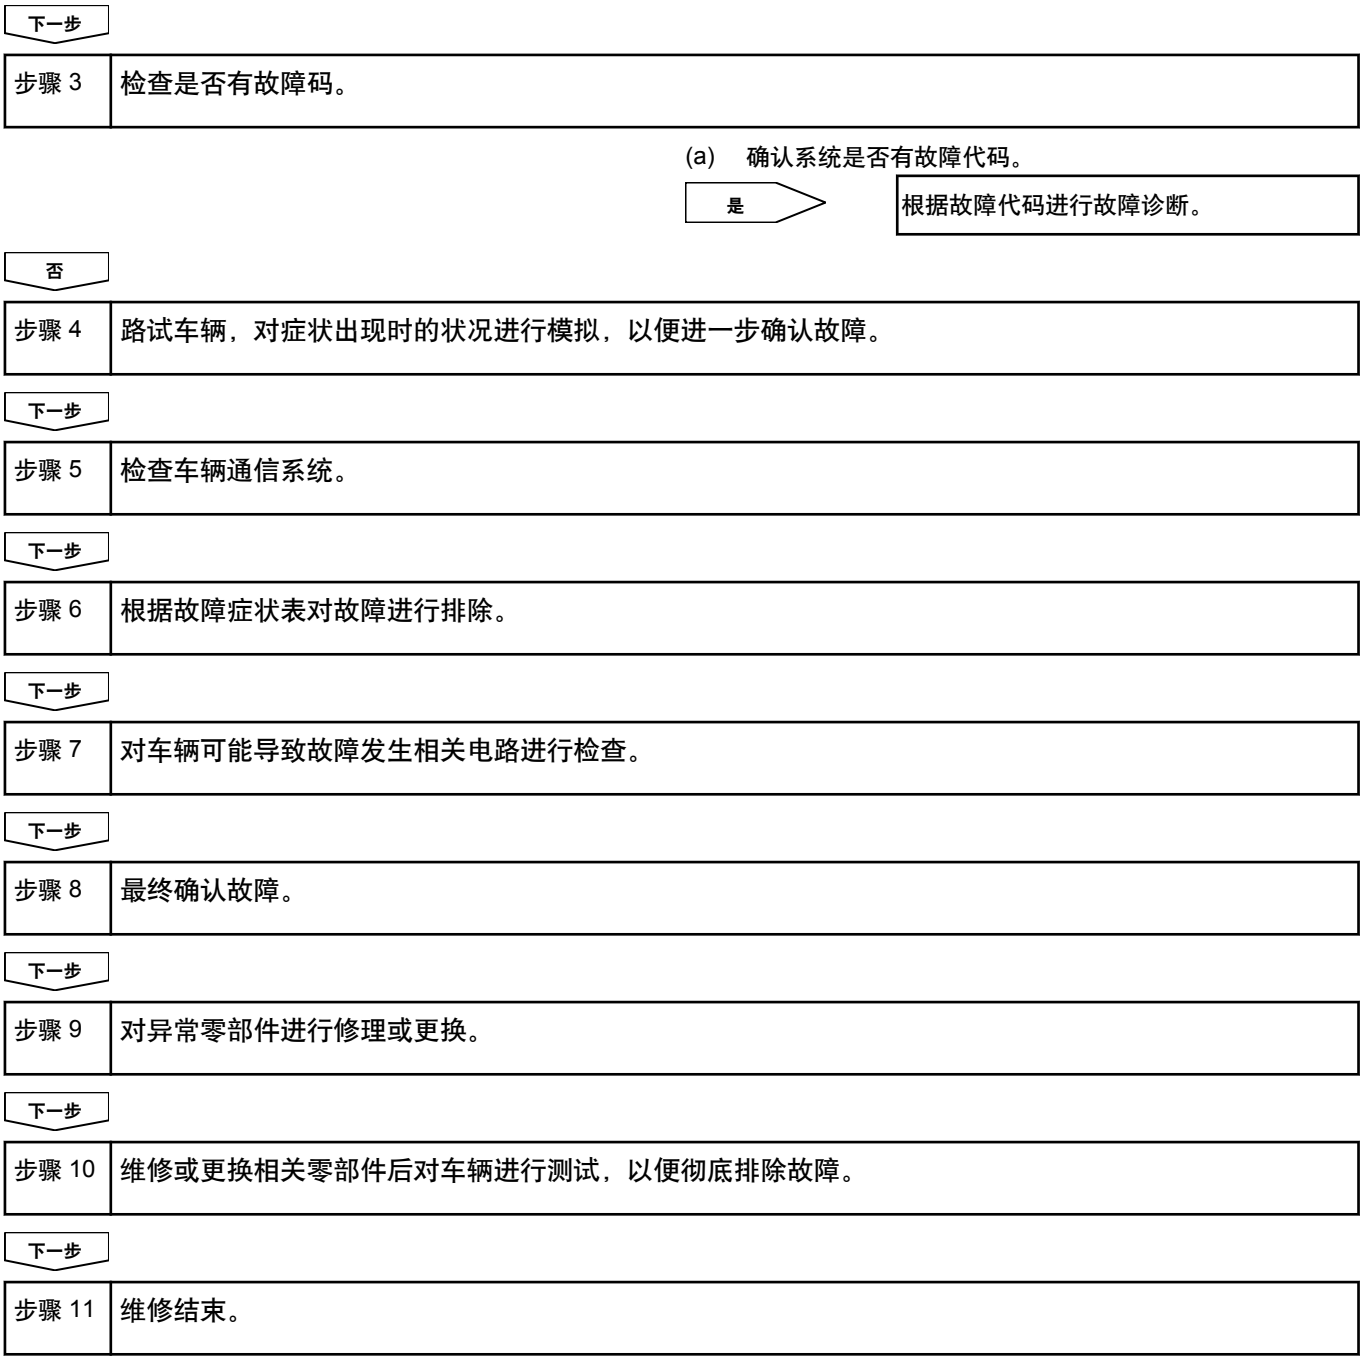 下一步
步骤 3 检查是否有故障码。
(a) 确认系统是否有故障代码。
是 根据故障代码进行故障诊断。
否
步骤 4 路试车辆，对症状出现时的状况进行模拟，以便进一步确认故障。
下一步
步骤 5 检查车辆通信系统。
下一步
步骤 6 根据故障症状表对故障进行排除。
下一步
步骤 7 对车辆可能导致故障发生相关电路进行检查。
下一步
步骤 8 最终确认故障。
下一步
步骤 9 对异常零部件进行修理或更换。
下一步
步骤 10 维修或更换相关零部件后对车辆进行测试，以便彻底排除故障。
下一步
步骤 11 维修结束。